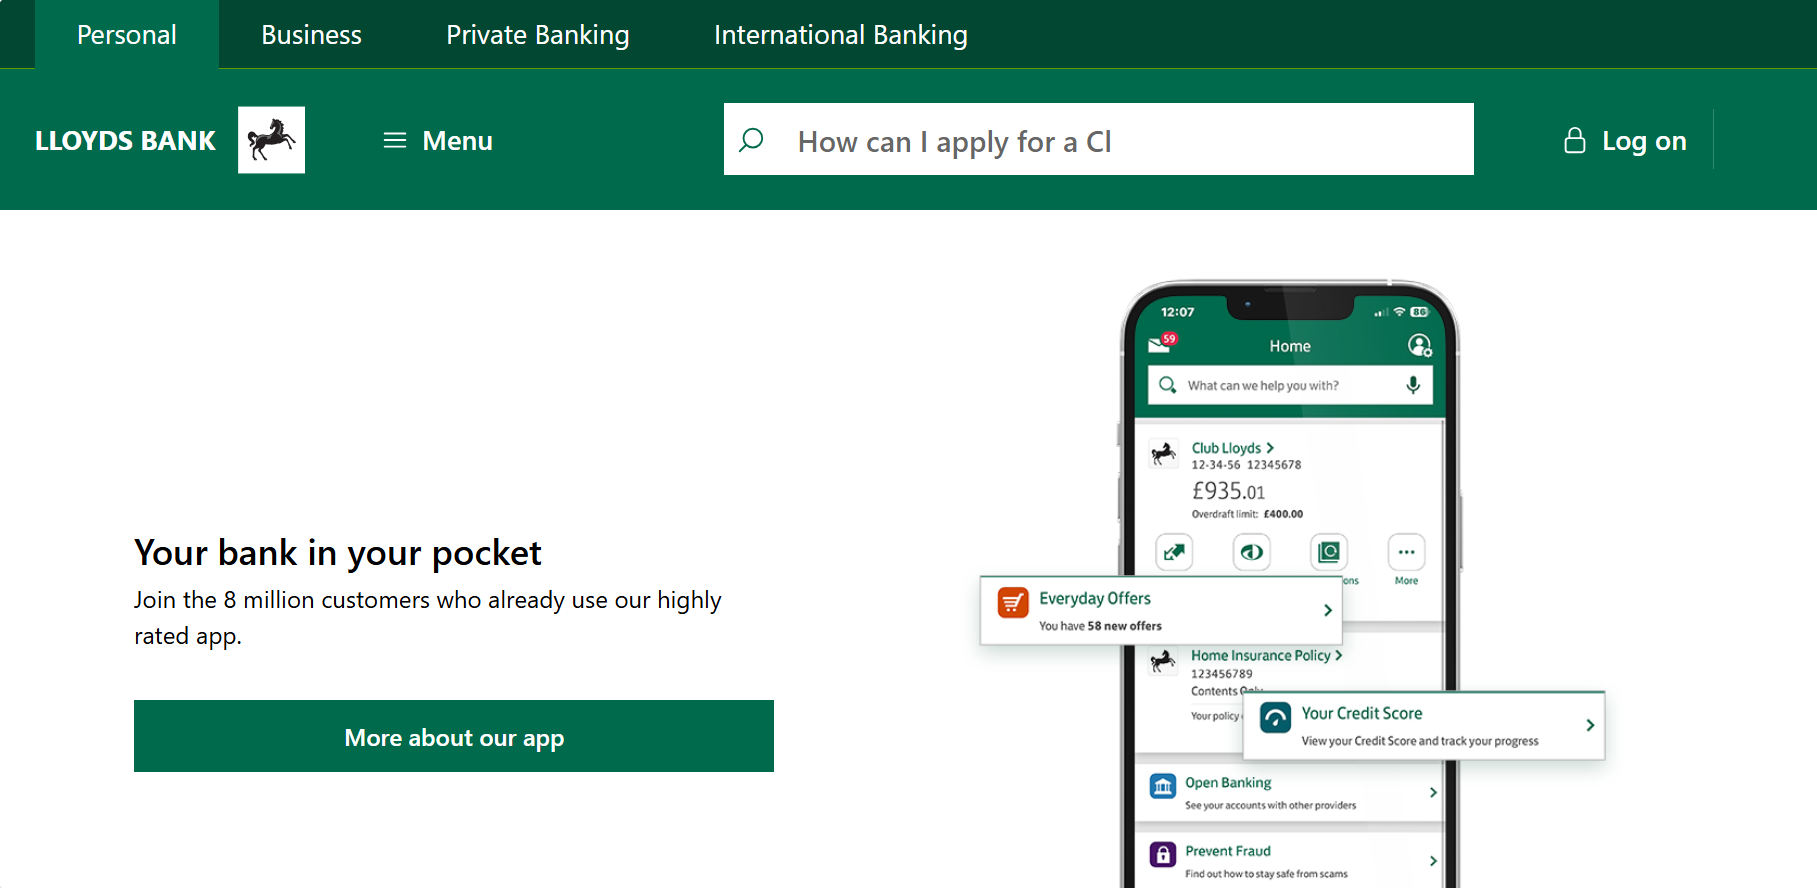 Personal
Business
Private Banking
International Banking
LLOYDS BANK
Menu
How can I apply for a Cl
Log on
Your bank in your pocket
Join the 8 million customers who already use our highly
rated app.
More about our app
12:07
86
59
Home
What can we help you with?
Club Lloyds
12-34-56 12345678
£935.01
Overdraft limit: £400.00
ons
More
Everyday Offers
You have 58 new offers
Home Insurance Policy
123456789
Contents Only
Your policy
Your Credit Score
View your Credit Score and track your progress
Open Banking
See your accounts with other providers
Prevent Fraud
Find out how to stay safe from scams